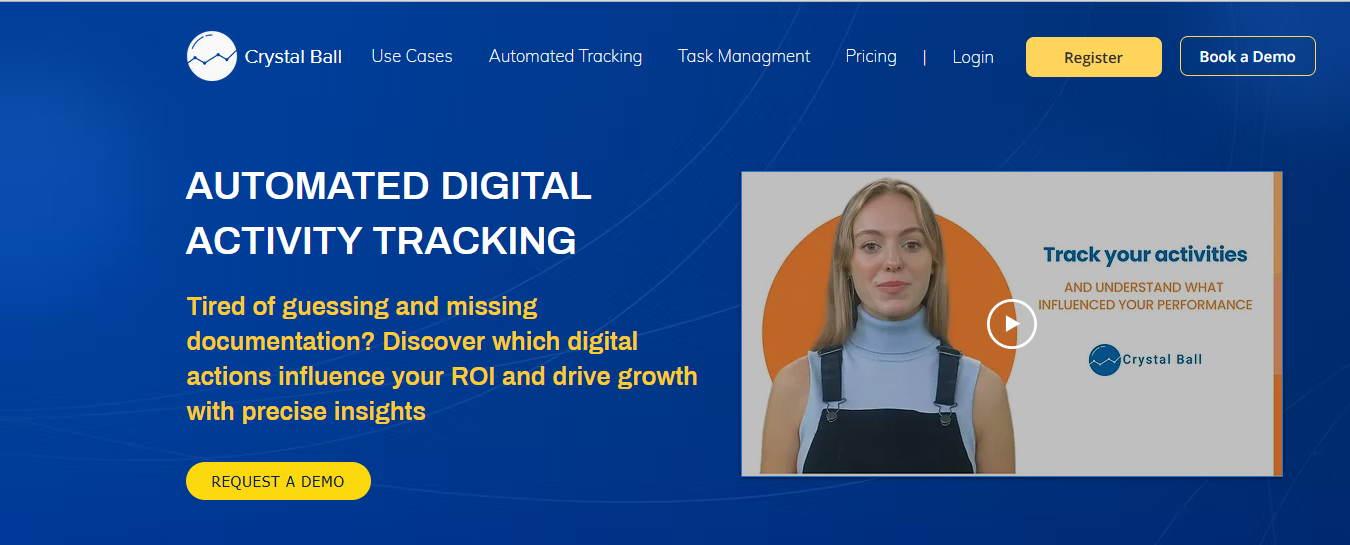 Crystal Ball
Use Cases
Automated Tracking
Task Managment
Pricing
|
Login
Register
Book a Demo
AUTOMATED DIGITAL
ACTIVITY TRACKING
Tired of guessing and missing
documentation? Discover which digital
actions influence your ROI and drive growth
with precise insights
REQUEST A DEMO
Track your activities
AND UNDERSTAND WHAT
INFLUENCED YOUR PERFORMANCE
Crystal Ball